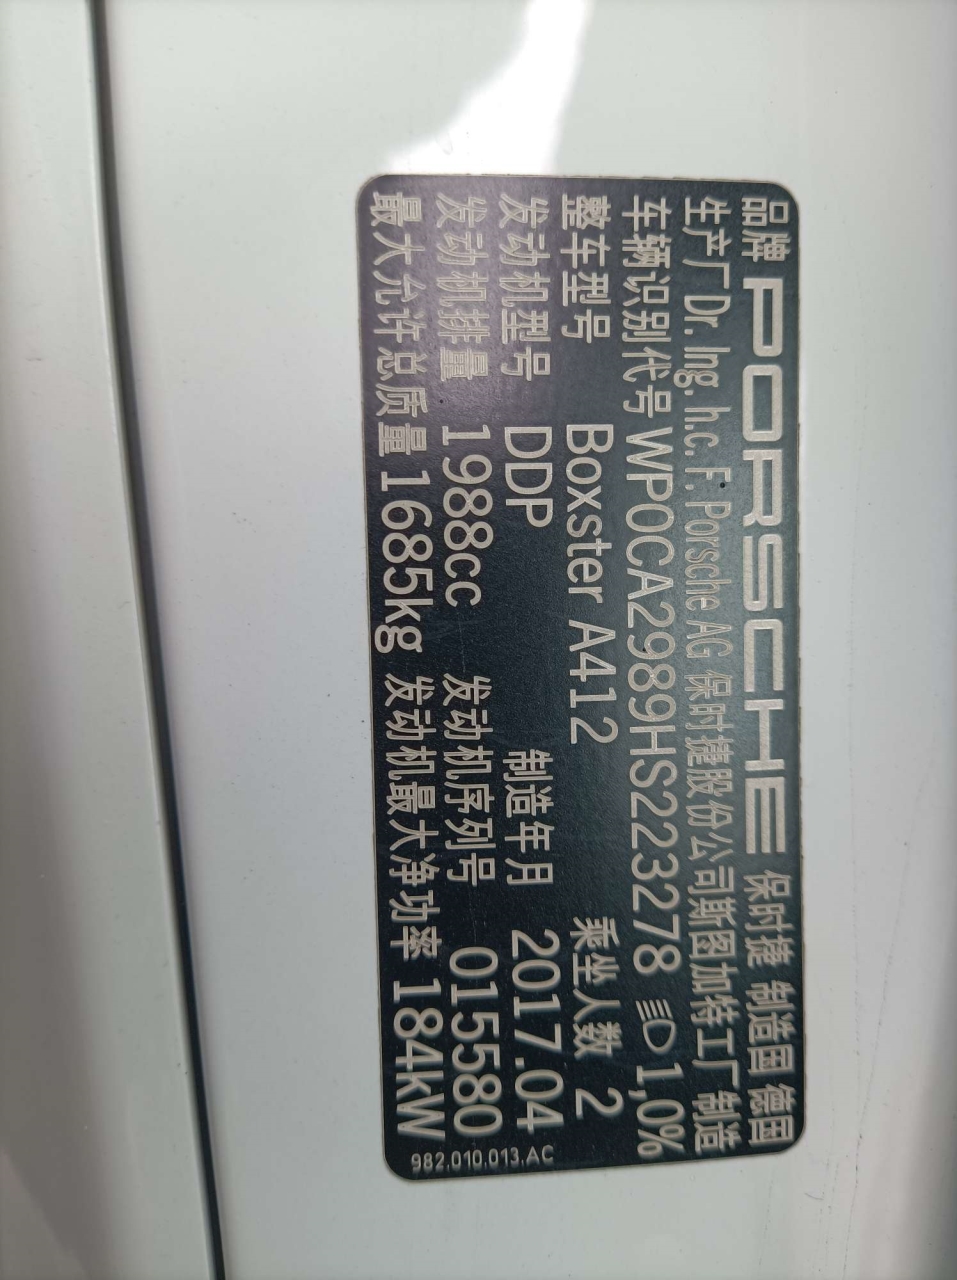 品牌 PORSCHE 保时捷 制造国 德国
生产厂Dr. Ing. h.c. F. Porsche AG 保时捷股份公司斯图加特工厂制造
车辆识别代号 WP0CA2989HS223278 1,0%
整车型号 Boxster A412 乘坐人数 2
发动机型号 DDP 制造年月 2017.04
发动机排量 1988cc 发动机序列号 015580
最大允许总质量 1685kg 发动机最大净功率 184kW
982.010.013.AC